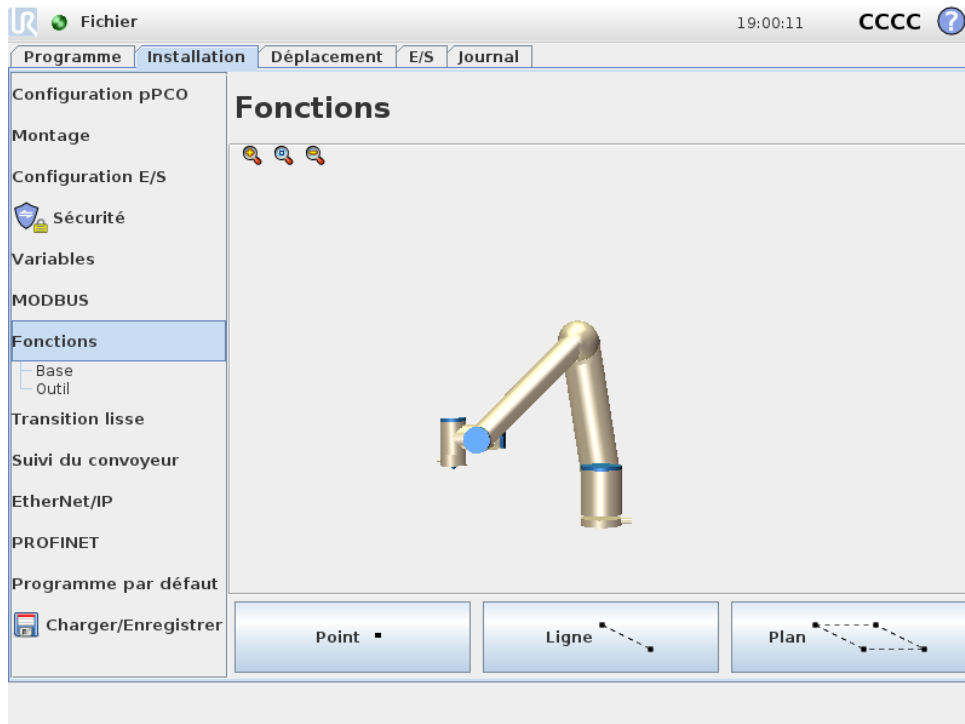 UR Fichier 19:00:11 CCCC ?
Programme Installation Déplacement E/S Journal
Configuration pPCO
Montage
Configuration E/S
Sécurité
Variables
MODBUS
Fonctions
Base
Outil
Transition lisse
Suivi du convoyeur
EtherNet/IP
PROFINET
Programme par défaut
Charger/Enregistrer
Fonctions
Point
Ligne
Plan